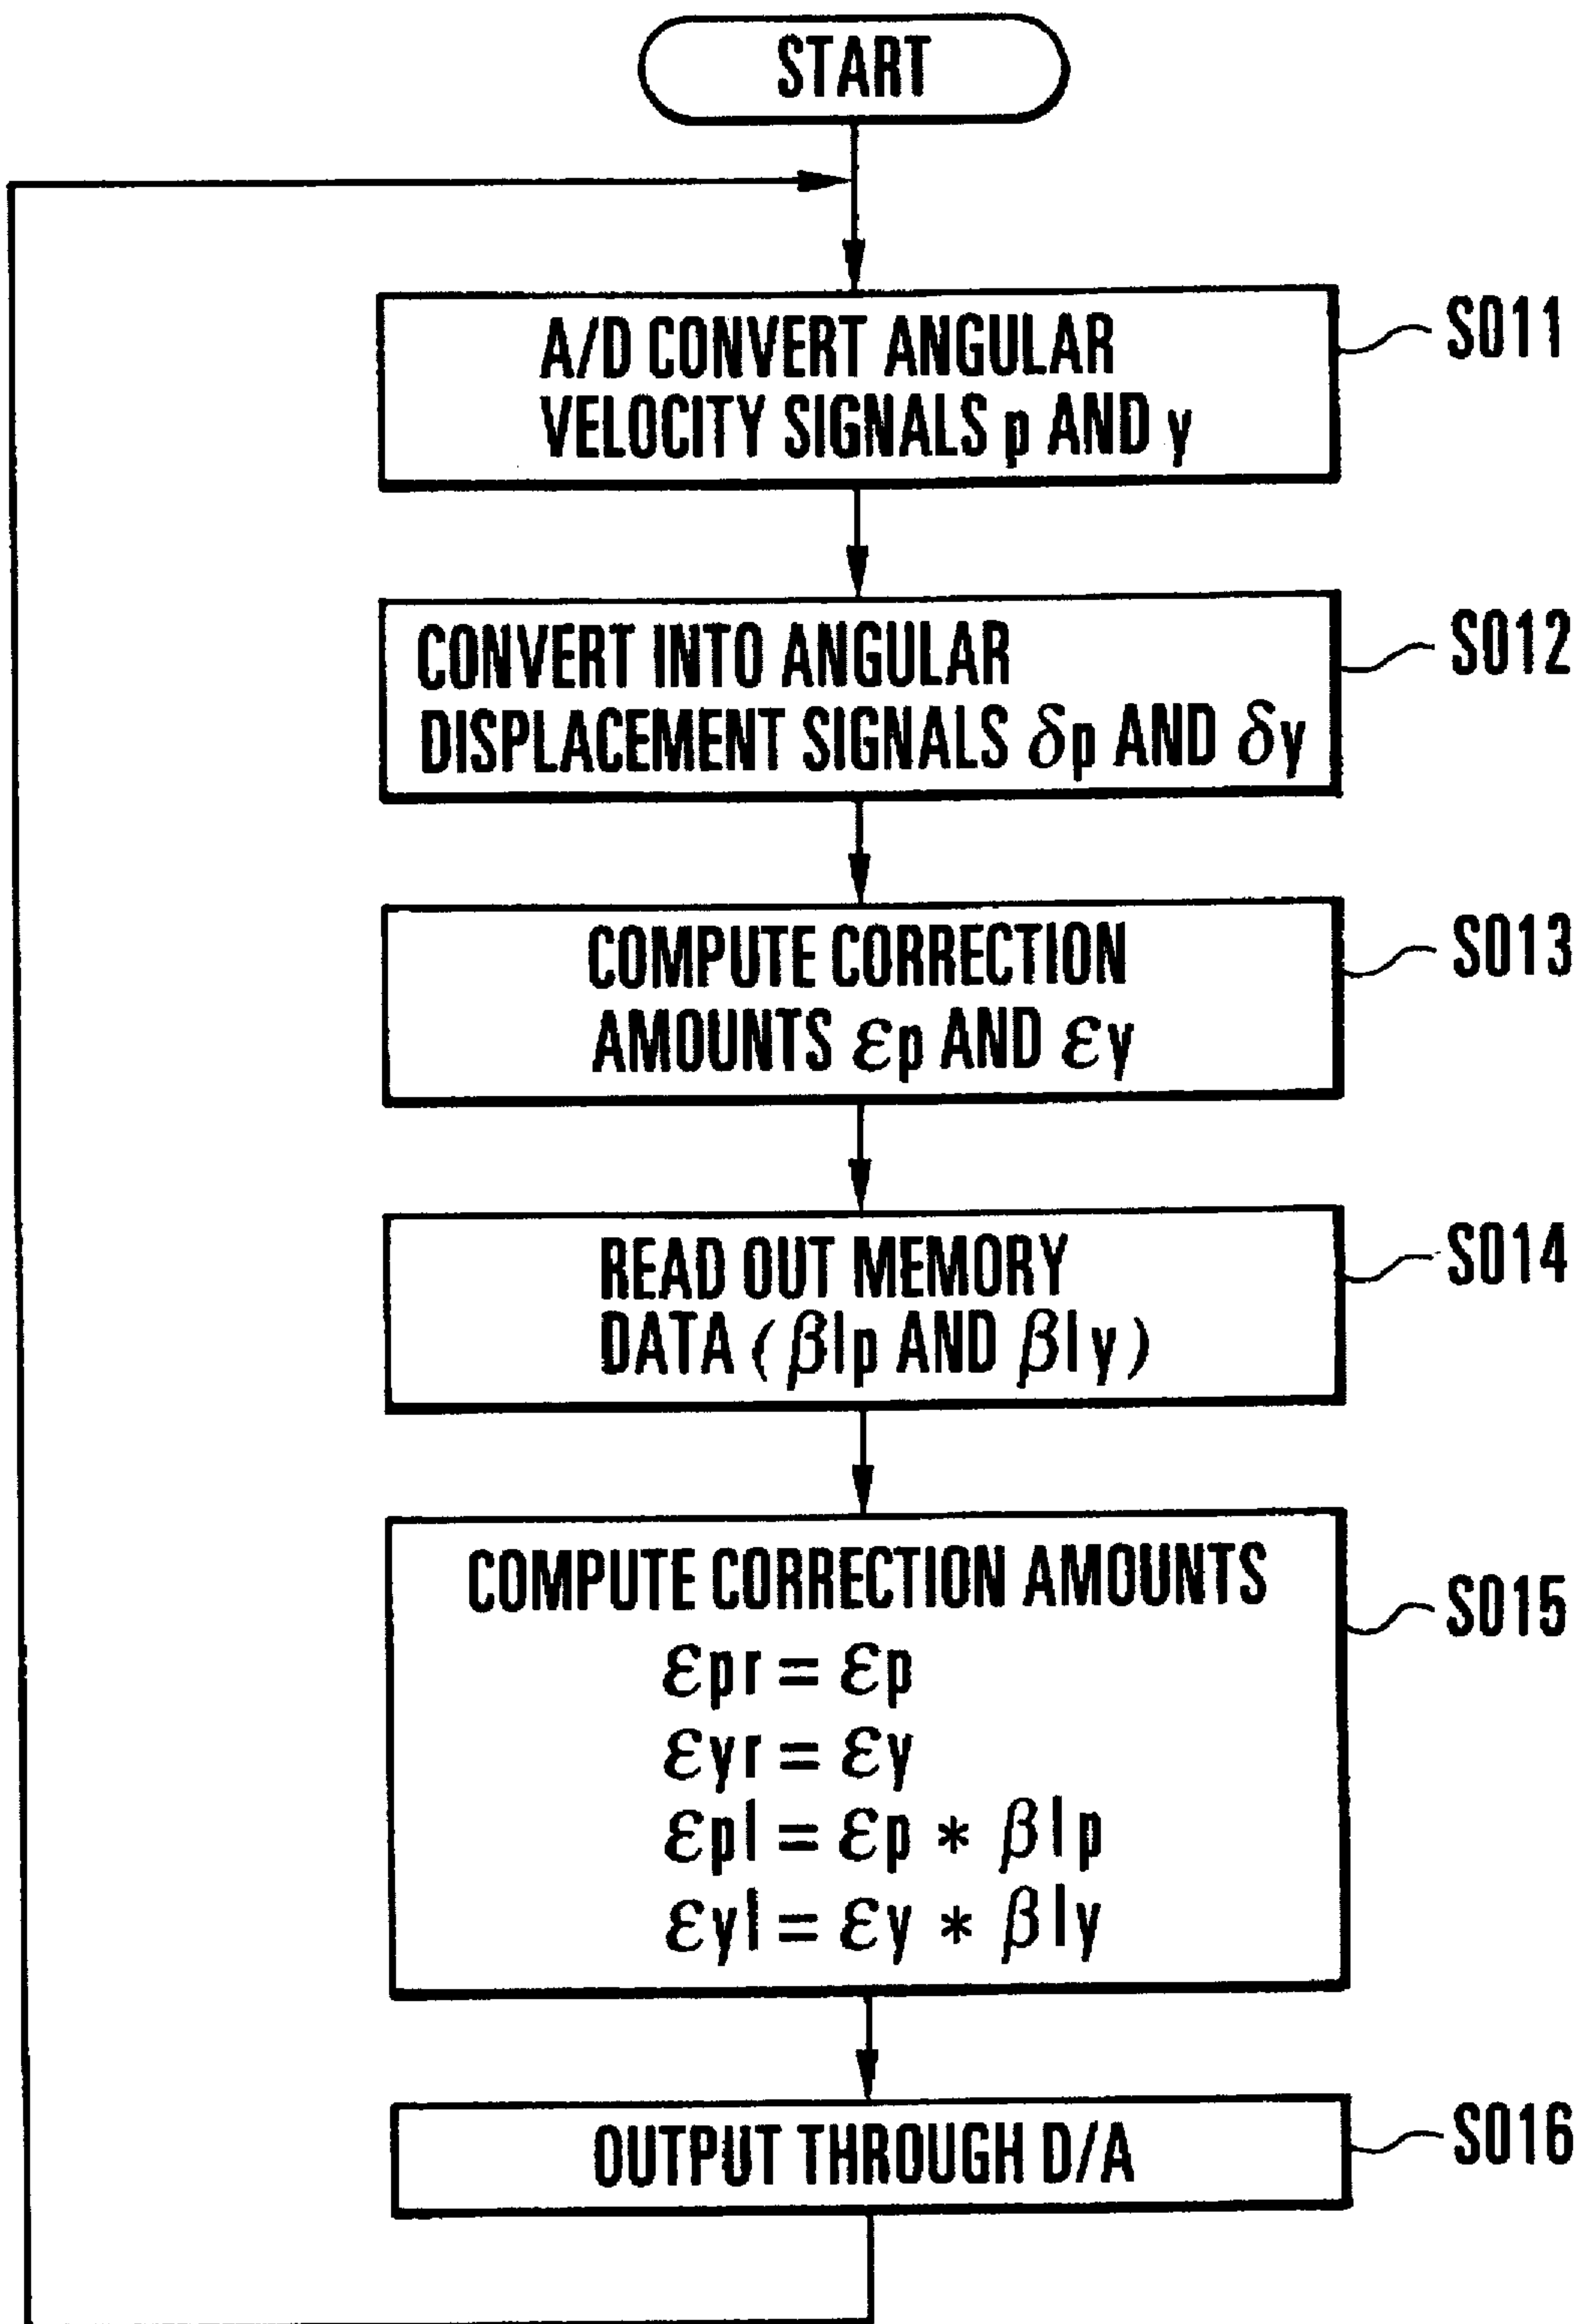 START
A/D CONVERT ANGULAR
VELOCITY SIGNALS p AND y
S011
CONVERT INTO ANGULAR
DISPLACEMENT SIGNALS δp AND δy
S012
COMPUTE CORRECTION
AMOUNTS εp AND εy
S013
READ OUT MEMORY
DATA (βlp AND βly)
S014
COMPUTE CORRECTION AMOUNTS
εpr = εp
εyr = εy
εpl = εp * βlp
εyl = εy * βly
S015
OUTPUT THROUGH D/A
S016